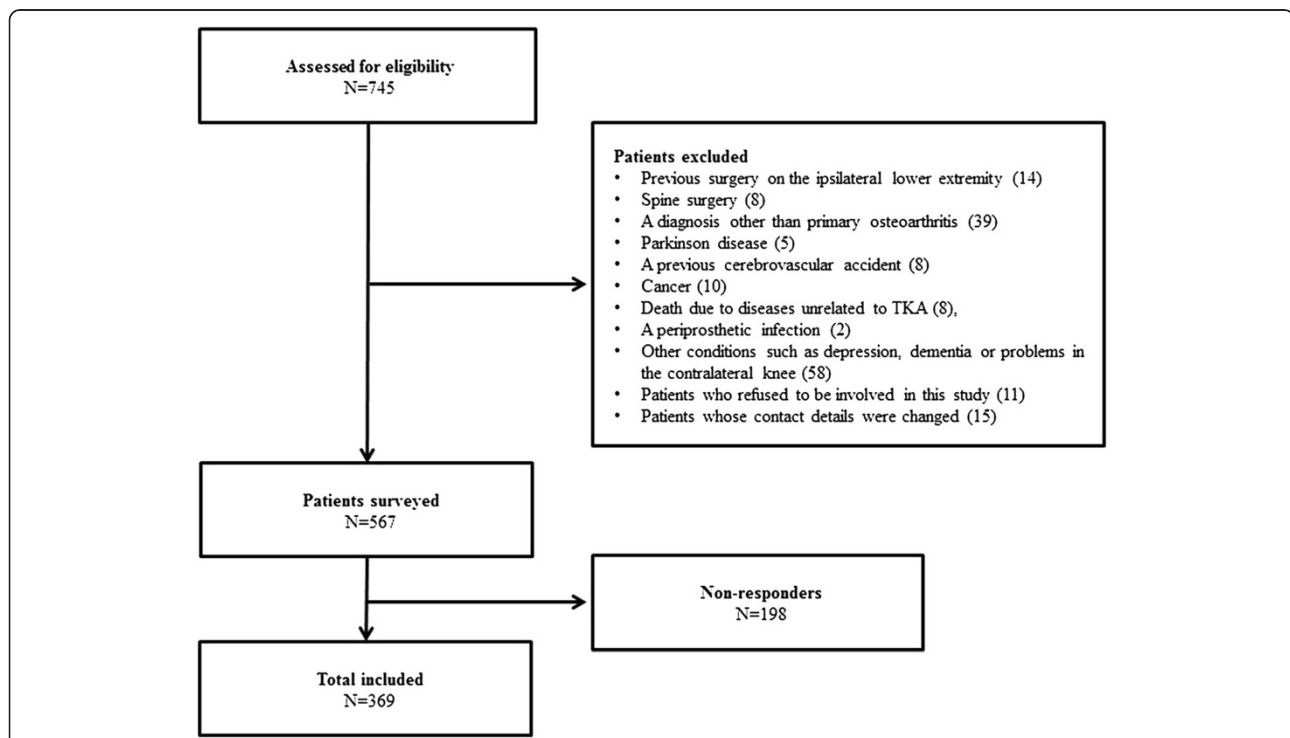 Assessed for eligibility
N=745
Patients excluded
• Previous surgery on the ipsilateral lower extremity (14)
• Spine surgery (8)
• A diagnosis other than primary osteoarthritis (39)
• Parkinson disease (5)
• A previous cerebrovascular accident (8)
• Cancer (10)
• Death due to diseases unrelated to TKA (8),
• A periprosthetic infection (2)
• Other conditions such as depression, dementia or problems in
the contralateral knee (58)
• Patients who refused to be involved in this study (11)
• Patients whose contact details were changed (15)
Patients surveyed
N=567
Non-responders
N=198
Total included
N=369